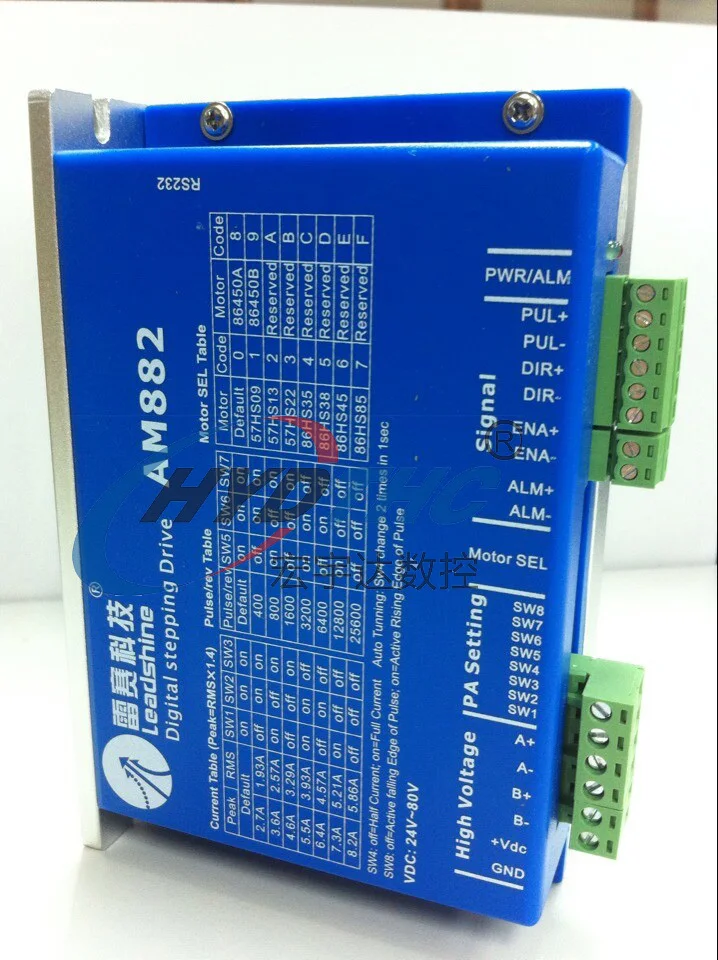 雷赛科技®
Leadshine
Digital stepping Drive AM882
RS232
Current Table (Peak=RMS×1.4)
Peak RMS SW1 SW2 SW3
Default on on on
2.7A 1.93A off on on
3.6A 2.57A on off on
4.6A 3.29A off off on
5.5A 3.93A on on off
6.4A 4.57A off on off
7.3A 5.21A on off off
8.2A 5.86A off off off
Pulse/rev Table
Pulse/rev SW5 SW6 SW7
Default on on on
400 off on on
800 on off on
1600 off off on
3200 on on off
6400 off on off
12800 on off off
25600 off off off
Motor SEL Table
Motor Code Motor Code
Default 0 86450A 8
57HS09 1 86450B 9
57HS13 2 Reserved A
57HS22 3 Reserved B
86HS35 4 Reserved C
86HS38 5 Reserved D
86HS45 6 Reserved E
86HS85 7 Reserved F
SW4: off=Half Current; on=Full Current Auto Tunning: SW4 change 2 times in 1sec
SW8: off=Active falling Edge of Pulse; on=Active Rising Edge of Pulse
VDC: 24V~80V
PWR/ALM
Signal
PUL+
PUL-
DIR+
DIR-
ENA+
ENA-
ALM+
ALM-
Motor SEL
PA Setting
SW8
SW7
SW6
SW5
SW4
SW3
SW2
SW1
High Voltage
A+
A-
B+
B-
+Vdc
GND
HYDTHC®
宏宇达数控